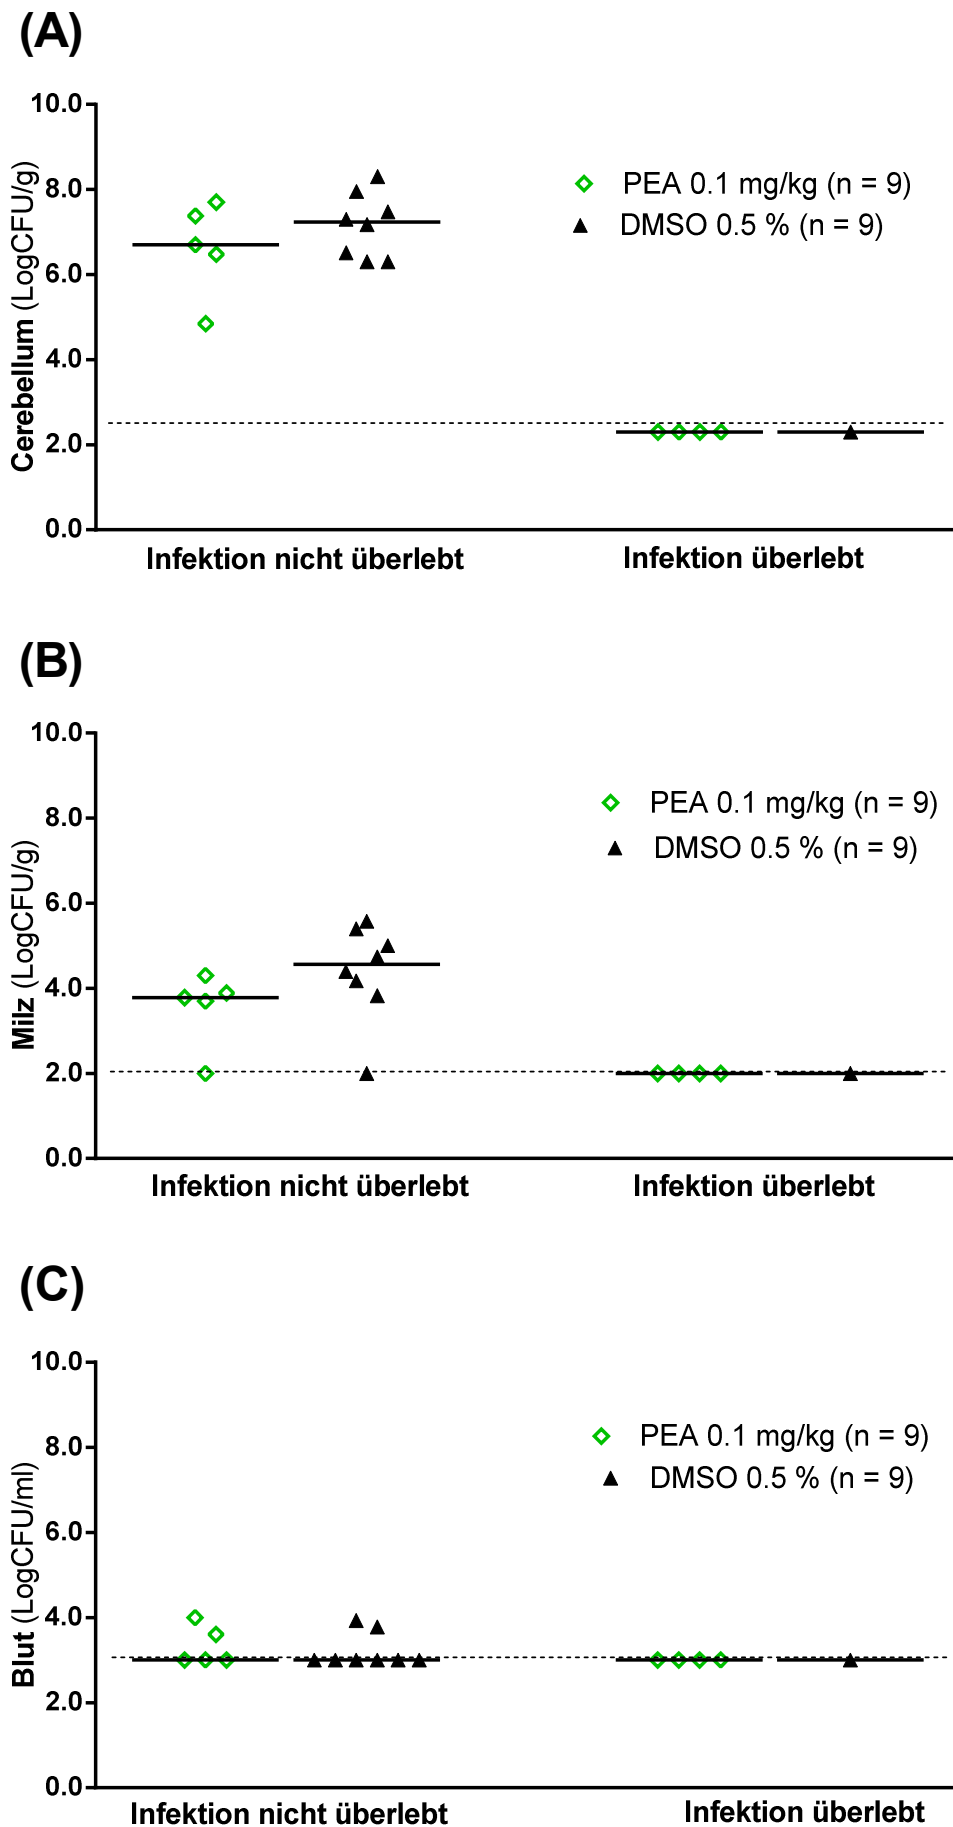 (A)
10.0
8.0
6.0
4.0
2.0
0.0
Cerebellum (LogCFU/g)
PEA 0.1 mg/kg (n = 9)
DMSO 0.5 % (n = 9)
Infektion nicht überlebt
Infektion überlebt
(B)
10.0
8.0
6.0
4.0
2.0
0.0
Milz (LogCFU/g)
PEA 0.1 mg/kg (n = 9)
DMSO 0.5 % (n = 9)
Infektion nicht überlebt
Infektion überlebt
(C)
10.0
8.0
6.0
4.0
2.0
0.0
Blut (LogCFU/ml)
PEA 0.1 mg/kg (n = 9)
DMSO 0.5 % (n = 9)
Infektion nicht überlebt
Infektion überlebt